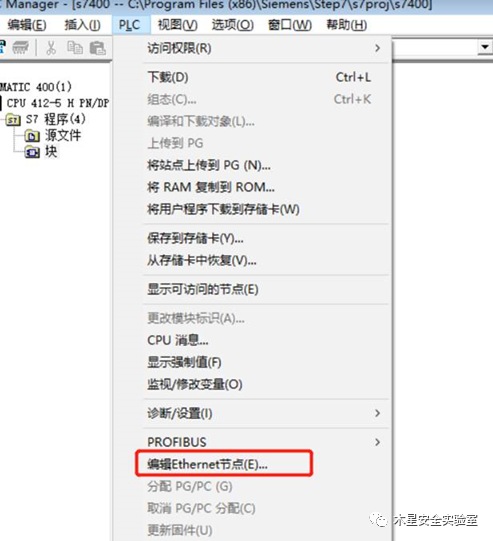 C Manager - [s7400 -- C:\Program Files (x86)\Siemens\Step7\s7proj\s7400]
编辑(E) 插入(I) PLC 视图(V) 选项(O) 窗口(W) 帮助(H)
访问权限(R)
MATIC 400(1)
CPU 412-5 H PN/DP
S7 程序(4)
源文件
块
下载(D) Ctrl+L
组态(C)... Ctrl+K
编译和下载对象(L)...
上传到 PG
将站点上传到 PG (N)...
将 RAM 复制到 ROM...
将用户程序下载到存储卡(W)
保存到存储卡(Y)...
从存储卡中恢复(V)...
显示可访问的节点(E)
更改模块标识(A)...
CPU 消息...
显示强制值(F)
监视/修改变量(O)
诊断/设置(I)
PROFIBUS
编辑Ethernet节点(E)...
分配 PG/PC (G)
取消 PG/PC 分配(C)
更新固件(U)
木星安全实验室